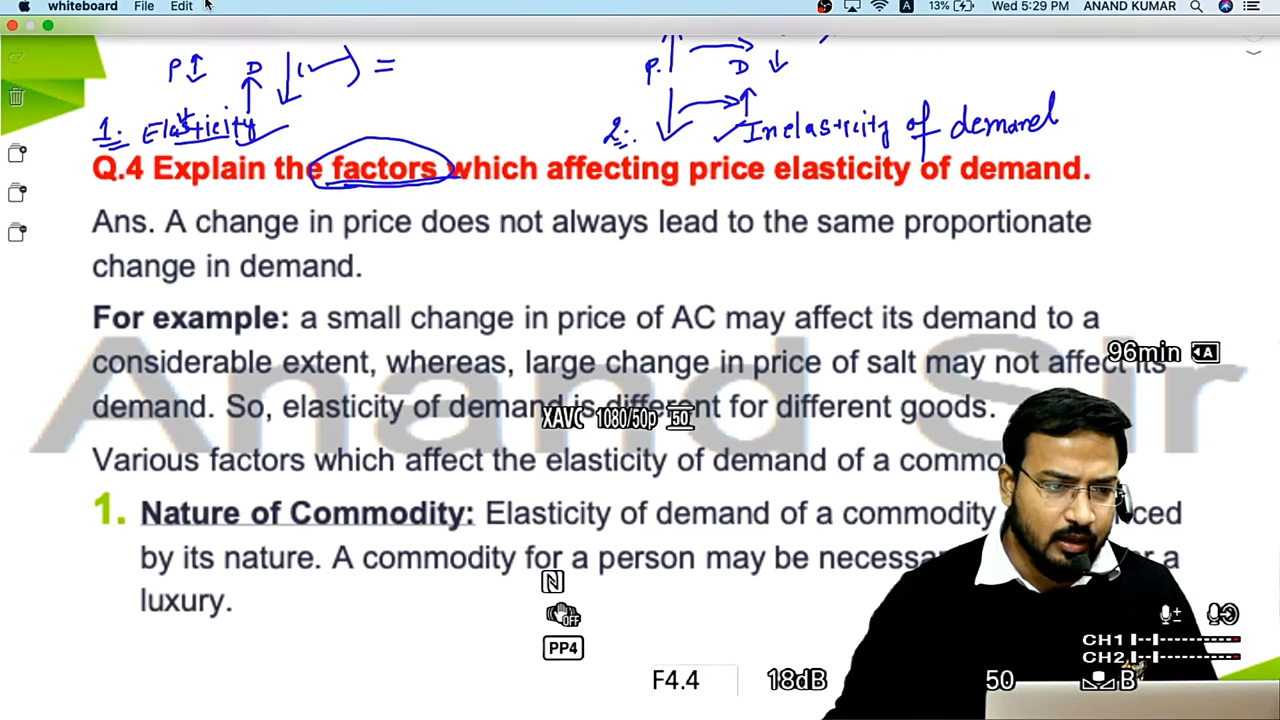 whiteboard File Edit 13% Wed 5:29 PM ANAND KUMAR
P D =
P. D
1. Elasticity 2. Inelasticity of demand
Q.4 Explain the factors which affecting price elasticity of demand.
Ans. A change in price does not always lead to the same proportionate
change in demand.
For example: a small change in price of AC may affect its demand to a
considerable extent, whereas, large change in price of salt may not affect its
96min A
demand. So, elasticity of demand is different for different goods.
XAVC 1080/50p 50
Anand Sir
Various factors which affect the elasticity of demand of a commo
1. Nature of Commodity: Elasticity of demand of a commodity ced
by its nature. A commodity for a person may be necessa r a
luxury.
N
OFF
PP4
CH1
CH2
F4.4 18dB 50 B